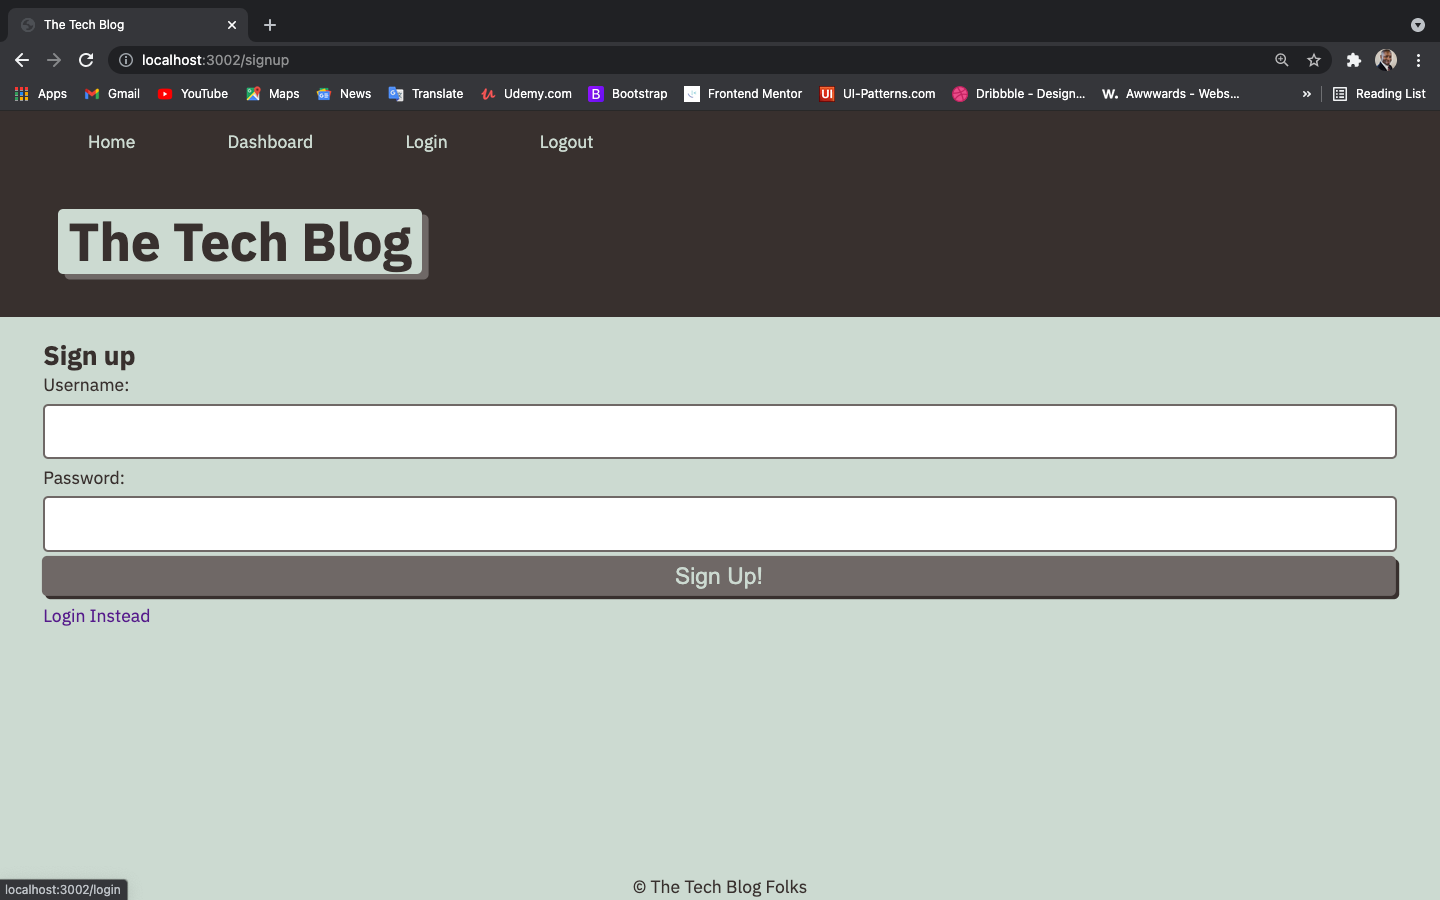 The Tech Blog
localhost:3002/signup
Apps Gmail YouTube Maps News Translate Udemy.com Bootstrap Frontend Mentor UI-Patterns.com Dribbble - Design... Awwwards - Webs... » Reading List
Home Dashboard Login Logout
The Tech Blog
Sign up
Username:
Password:
Sign Up!
Login Instead
© The Tech Blog Folks
localhost:3002/login